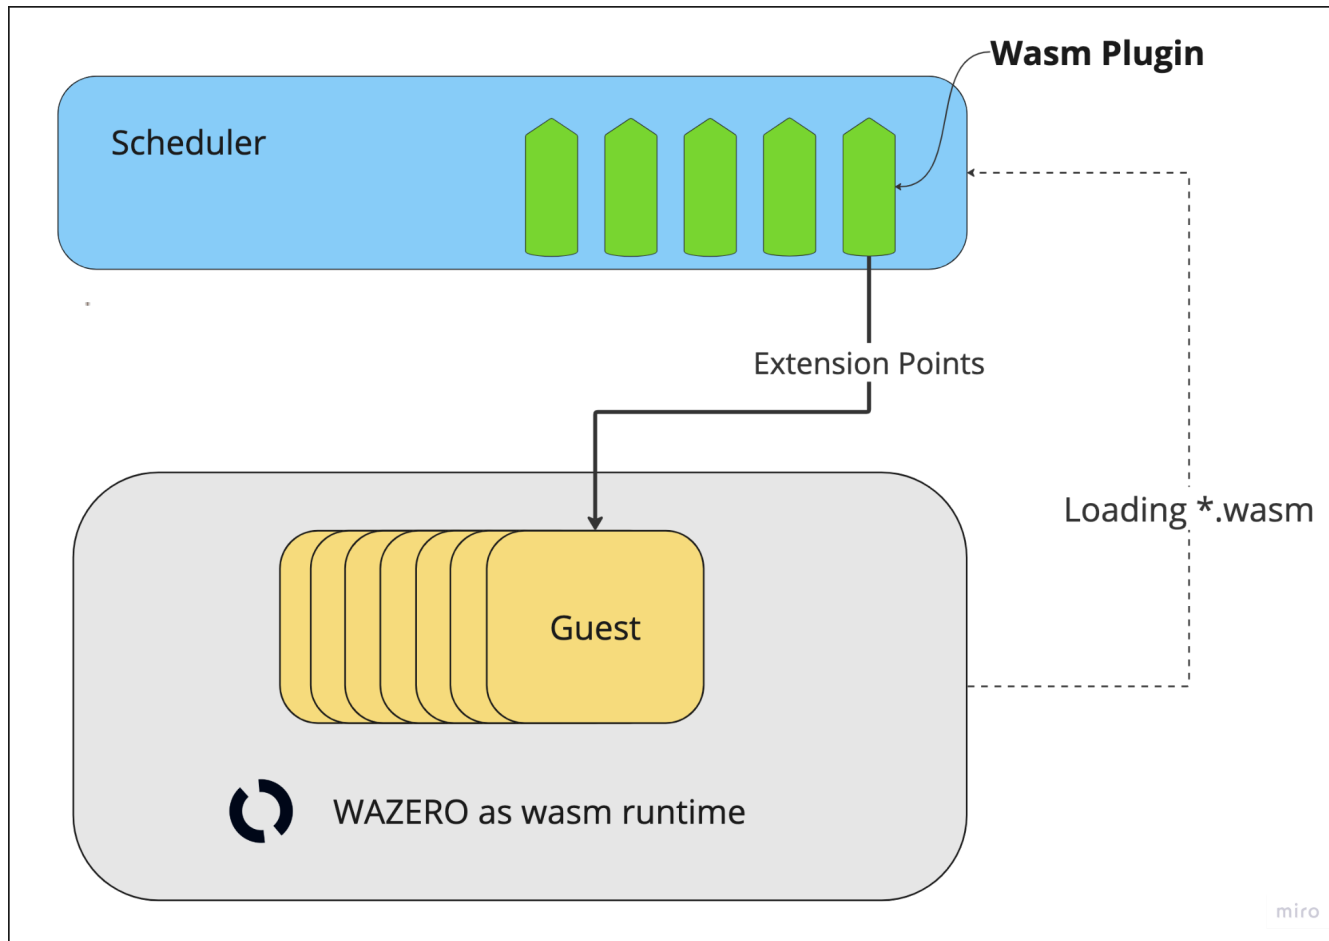 Wasm Plugin
Scheduler
Extension Points
Loading *.wasm
Guest
WAZERO as wasm runtime
miro